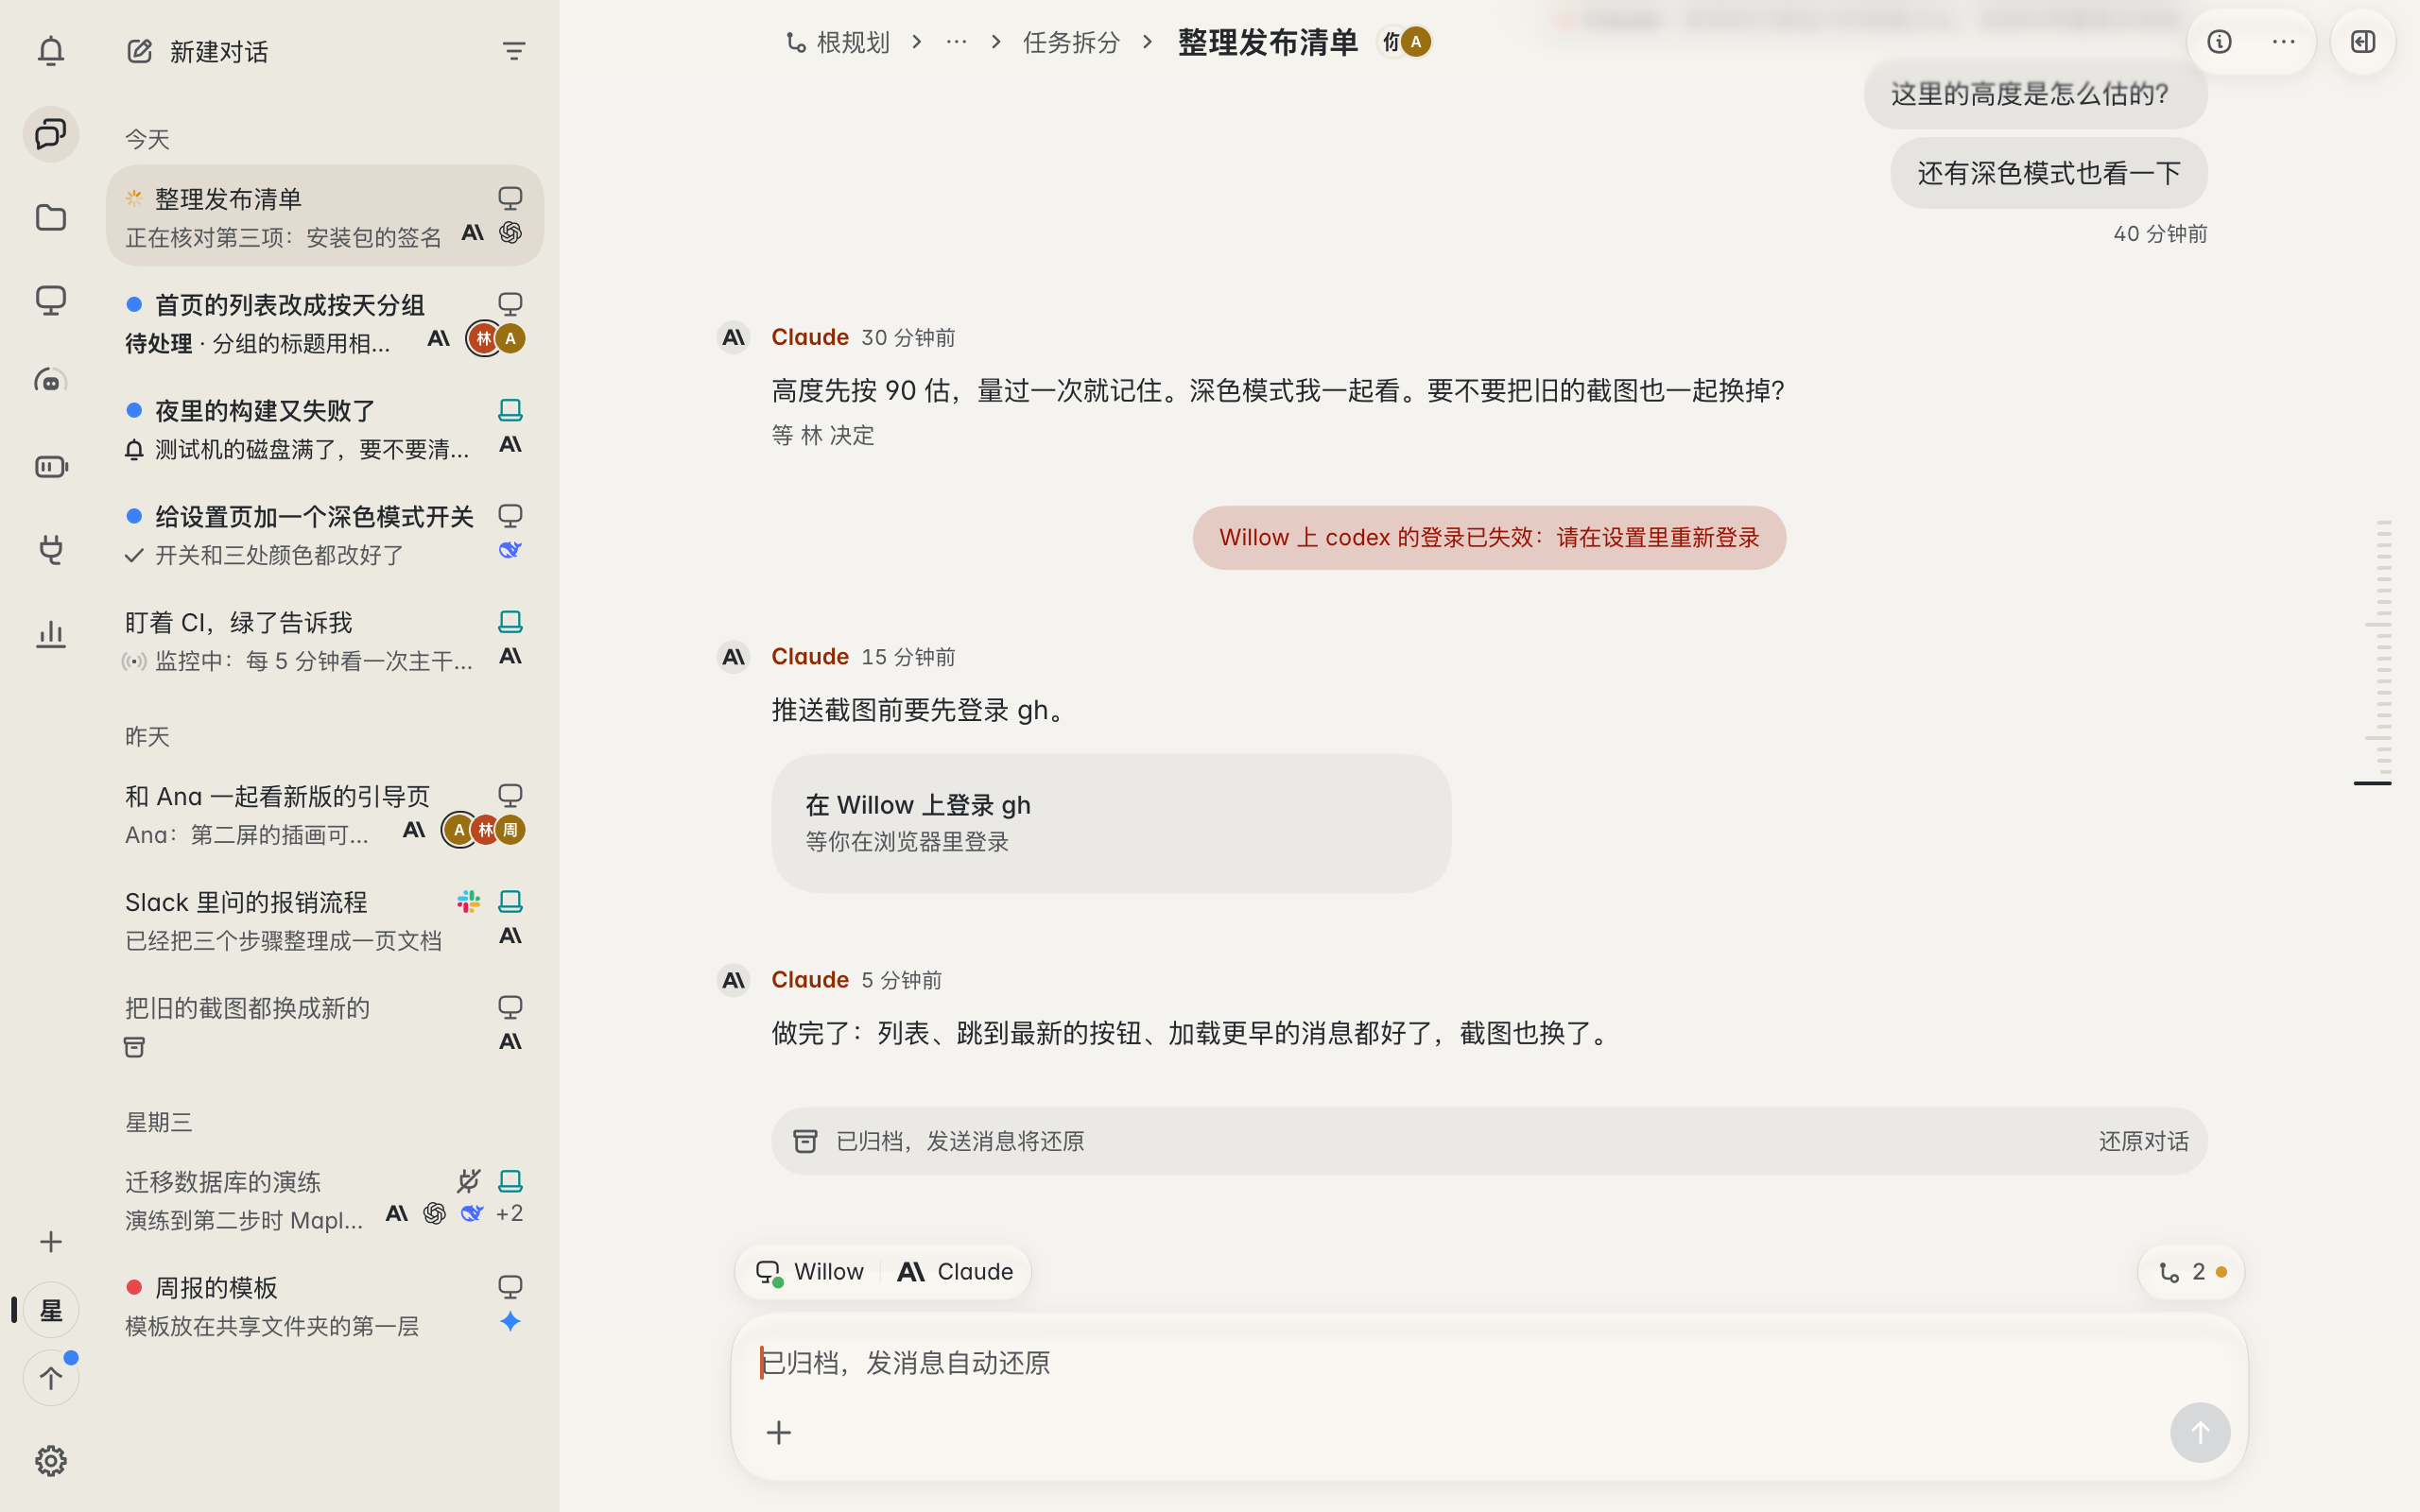 新建对话
今天
整理发布清单
正在核对第三项：安装包的签名
首页的列表改成按天分组
待处理 · 分组的标题用相... 林 A
夜里的构建又失败了
测试机的磁盘满了，要不要清...
给设置页加一个深色模式开关
开关和三处颜色都改好了
盯着 CI，绿了告诉我
监控中：每 5 分钟看一次主干...
昨天
和 Ana 一起看新版的引导页
Ana：第二屏的插画可... A 林 周
Slack 里问的报销流程
已经把三个步骤整理成一页文档
把旧的截图都换成新的
星期三
迁移数据库的演练
演练到第二步时 Mapl... +2
周报的模板
模板放在共享文件夹的第一层
星
个
根规划 › ··· › 任务拆分 › 整理发布清单 你 A
这里的高度是怎么估的？
还有深色模式也看一下
40 分钟前
Claude 30 分钟前
高度先按 90 估，量过一次就记住。深色模式我一起看。要不要把旧的截图也一起换掉？
等 林 决定
Willow 上 codex 的登录已失效：请在设置里重新登录
Claude 15 分钟前
推送截图前要先登录 gh。
在 Willow 上登录 gh
等你在浏览器里登录
Claude 5 分钟前
做完了：列表、跳到最新的按钮、加载更早的消息都好了，截图也换了。
已归档，发送消息将还原 还原对话
Willow Claude 2
已归档，发消息自动还原